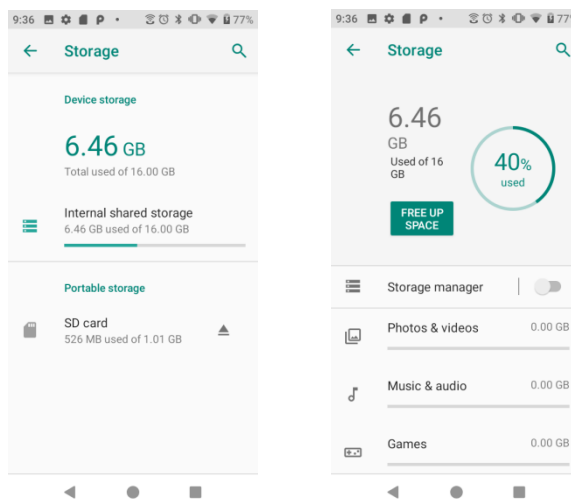 9:36
77%
Storage
Device storage
6.46 GB
Total used of 16.00 GB
Internal shared storage
6.46 GB used of 16.00 GB
Portable storage
SD card
526 MB used of 1.01 GB
9:36
77
Storage
6.46
GB
Used of 16
GB
40%
used
FREE UP
SPACE
Storage manager
Photos & videos 0.00 GB
Music & audio 0.00 GB
Games 0.00 GB